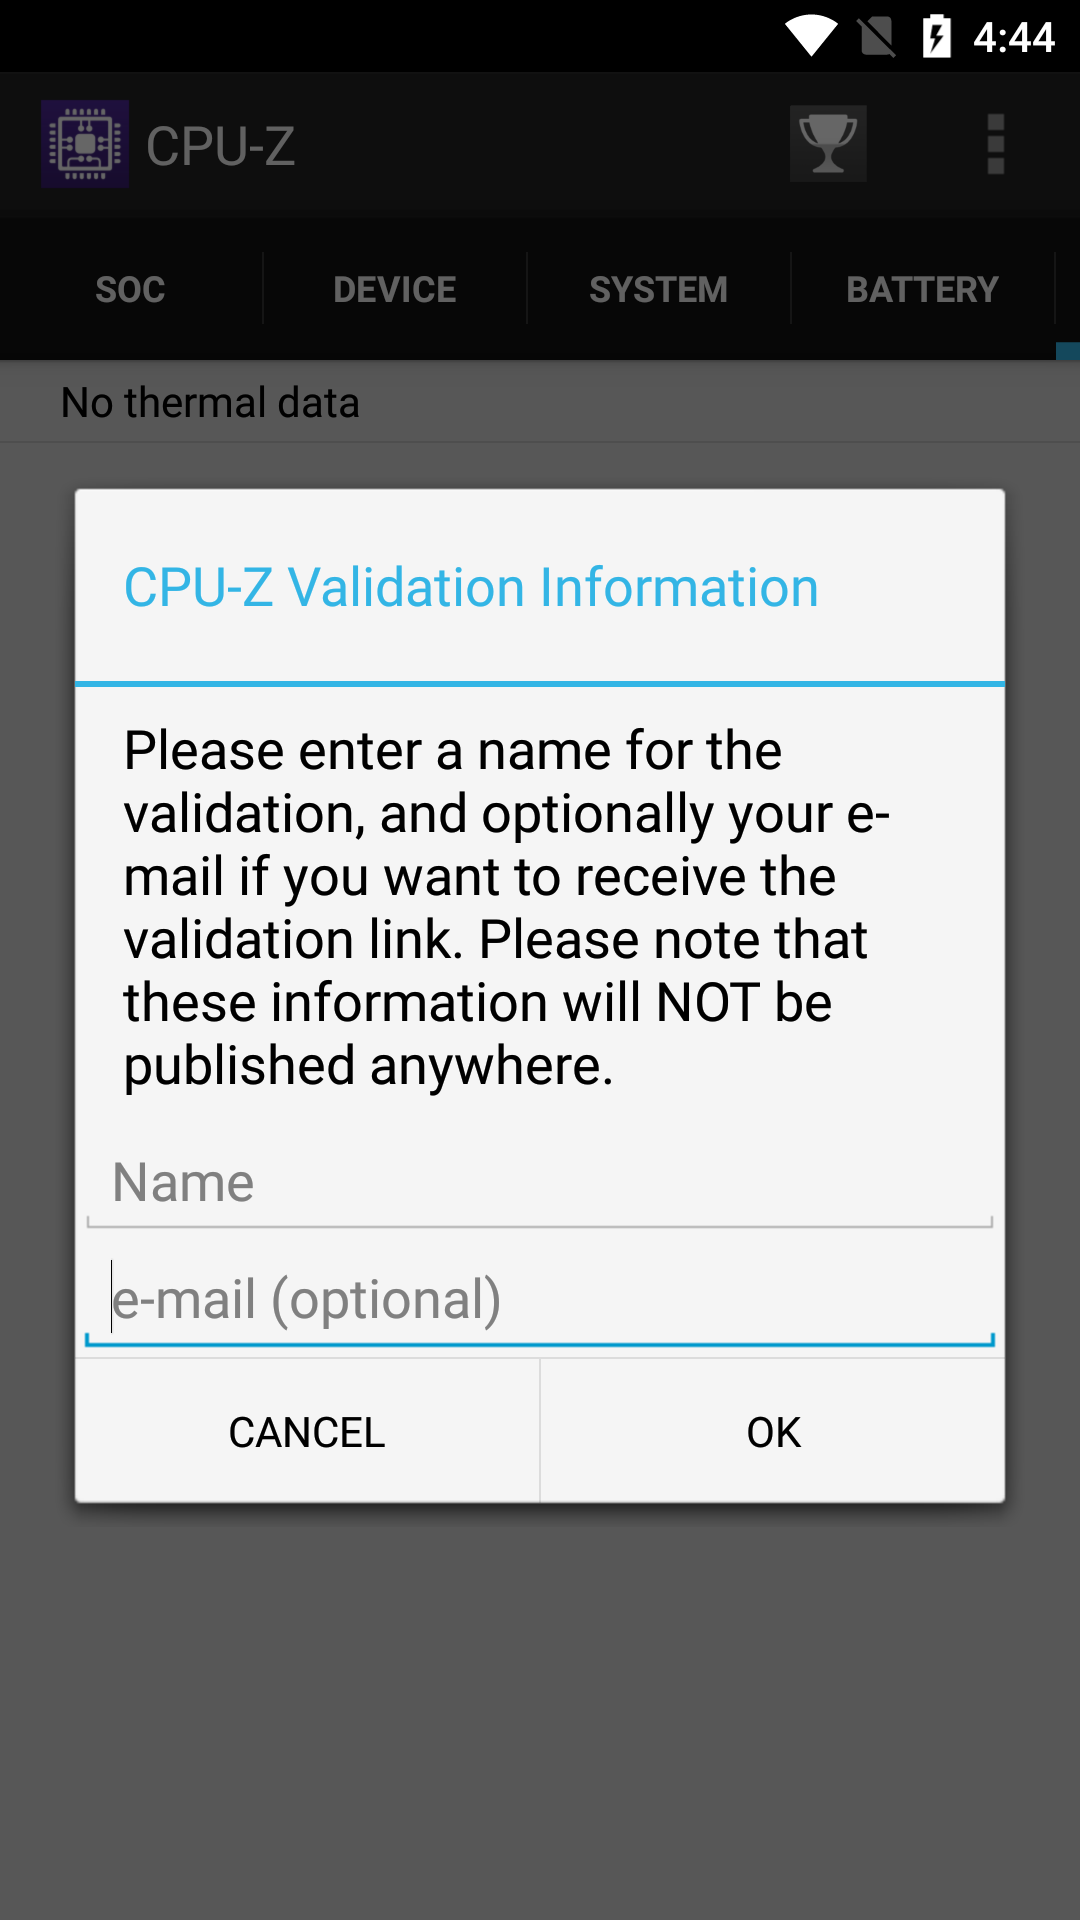 4:44
CPU-Z
SOC
DEVICE
SYSTEM
BATTERY
No thermal data
CPU-Z Validation Information
Please enter a name for the
validation, and optionally your e-
mail if you want to receive the
validation link. Please note that
these information will NOT be
published anywhere.
Name
e-mail (optional)
CANCEL
OK